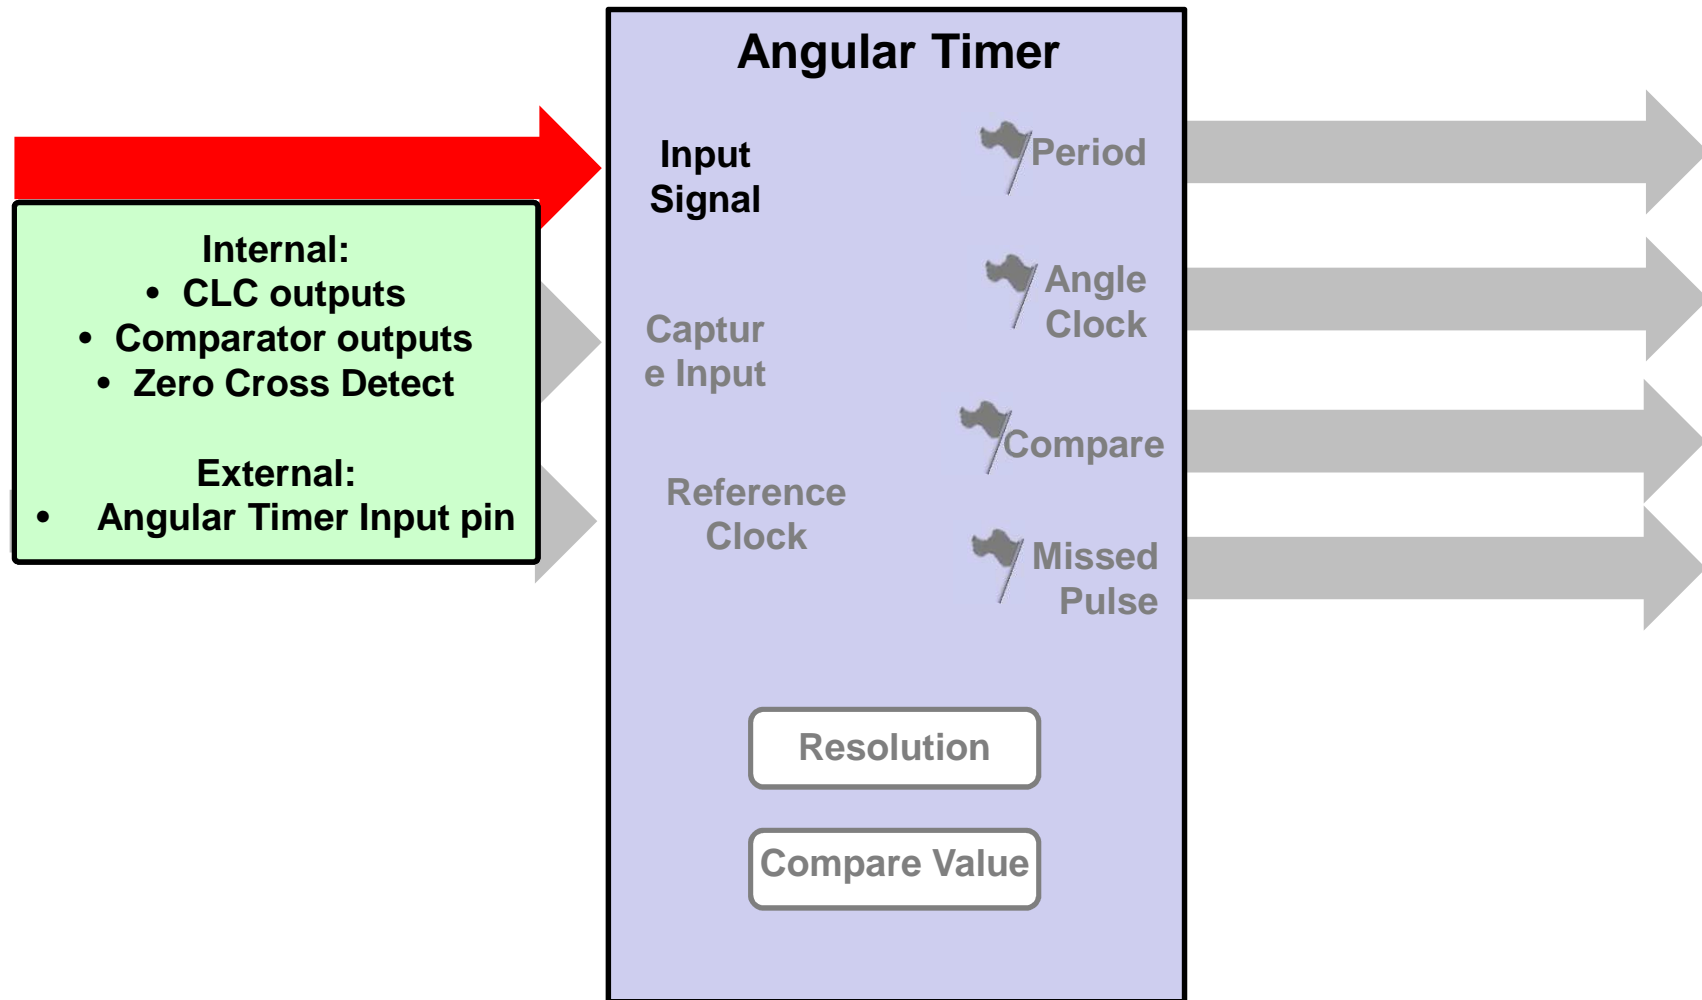 Angular Timer
Input
Signal
Internal:
• CLC outputs
• Comparator outputs
• Zero Cross Detect
External:
• Angular Timer Input pin
Captur
e Input
Reference
Clock
Period
Angle
Clock
Compare
Missed
Pulse
Resolution
Compare Value